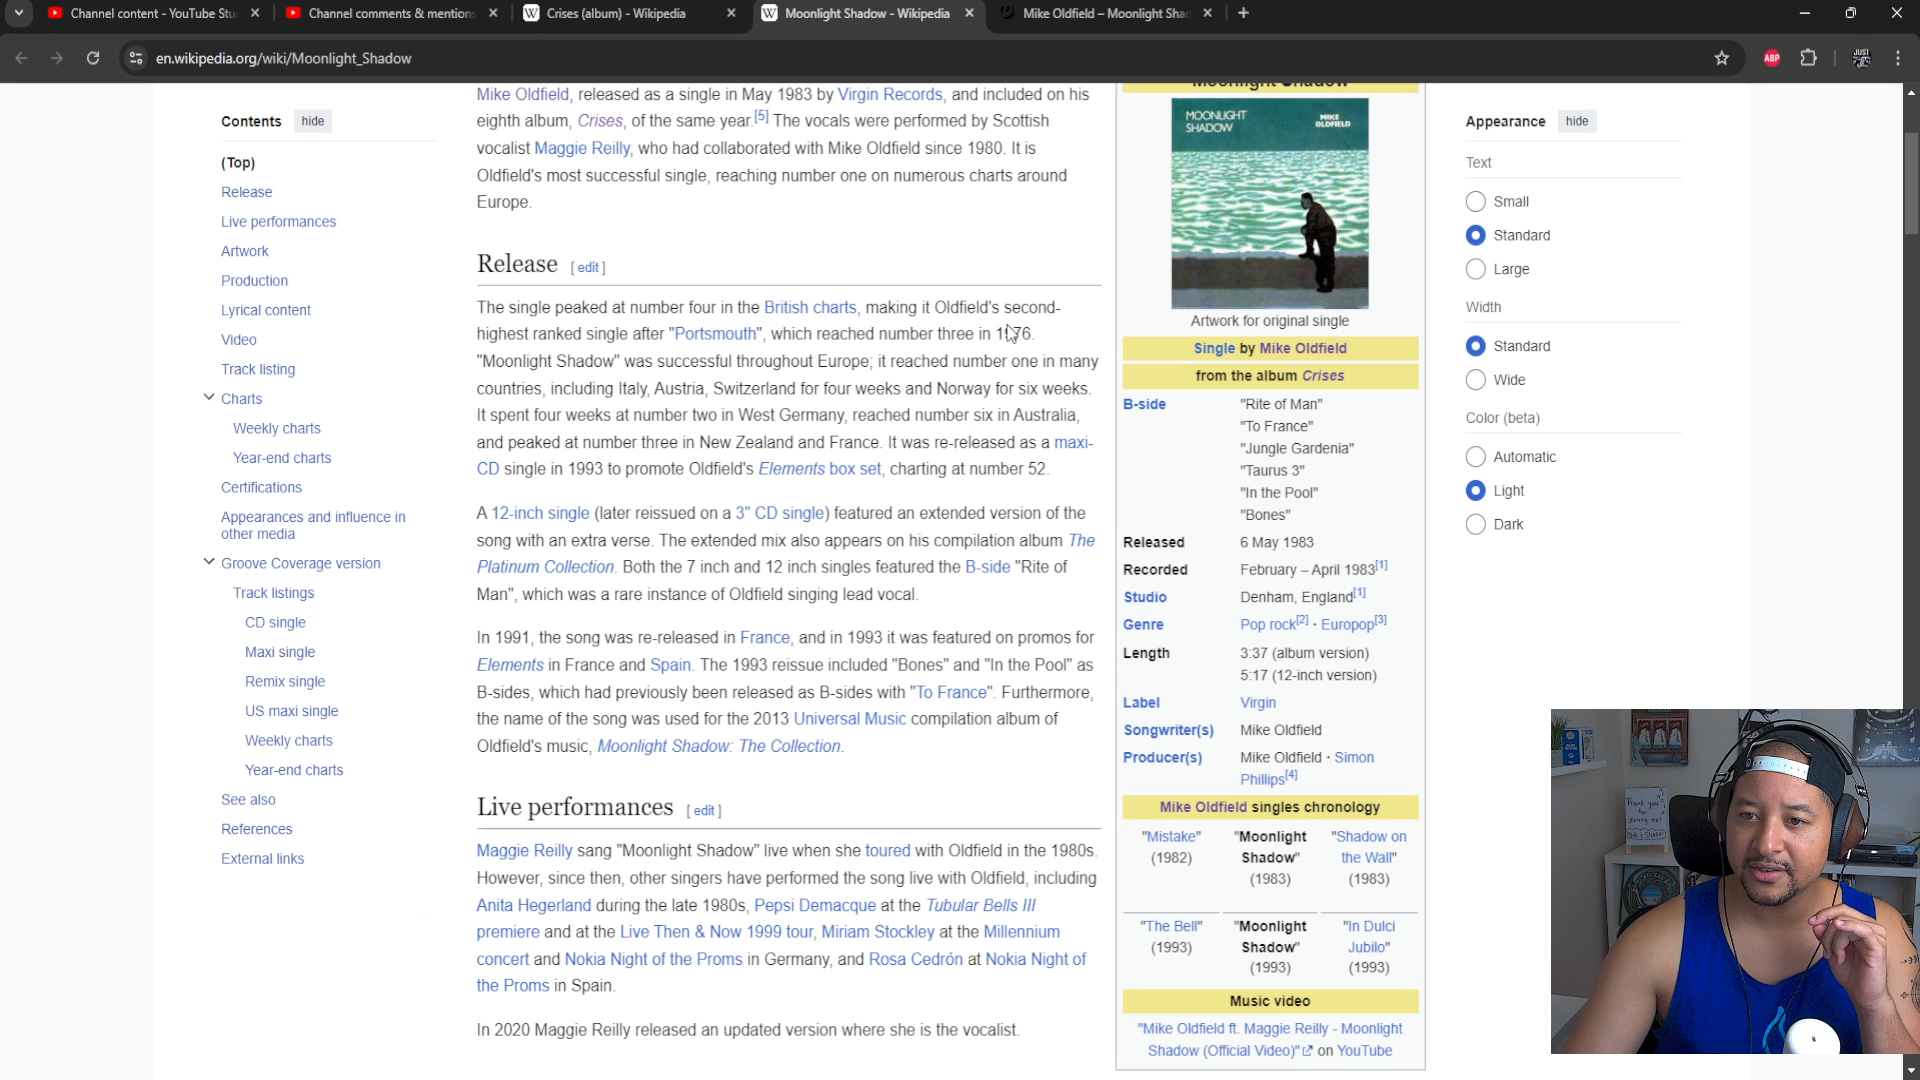 Channel content - YouTube Stu
Channel comments & mentions
Crises (album) - Wikipedia
Moonlight Shadow - Wikipedia
Mike Oldfield – Moonlight Shad
en.wikipedia.org/wiki/Moonlight_Shadow
ABP
Contents hide
(Top)
Release
Live performances
Artwork
Production
Lyrical content
Video
Track listing
Charts
Weekly charts
Year-end charts
Certifications
Appearances and influence in
other media
Groove Coverage version
Track listings
CD single
Maxi single
Remix single
US maxi single
Weekly charts
Year-end charts
See also
References
External links
Mike Oldfield, released as a single in May 1983 by Virgin Records, and included on his
eighth album, Crises, of the same year.[5] The vocals were performed by Scottish
vocalist Maggie Reilly, who had collaborated with Mike Oldfield since 1980. It is
Oldfield's most successful single, reaching number one on numerous charts around
Europe.
Release [ edit ]
The single peaked at number four in the British charts, making it Oldfield's second-
highest ranked single after "Portsmouth", which reached number three in 1976.
"Moonlight Shadow" was successful throughout Europe; it reached number one in many
countries, including Italy, Austria, Switzerland for four weeks and Norway for six weeks.
It spent four weeks at number two in West Germany, reached number six in Australia,
and peaked at number three in New Zealand and France. It was re-released as a maxi-
CD single in 1993 to promote Oldfield's Elements box set, charting at number 52.
A 12-inch single (later reissued on a 3" CD single) featured an extended version of the
song with an extra verse. The extended mix also appears on his compilation album The
Platinum Collection. Both the 7 inch and 12 inch singles featured the B-side "Rite of
Man", which was a rare instance of Oldfield singing lead vocal.
In 1991, the song was re-released in France, and in 1993 it was featured on promos for
Elements in France and Spain. The 1993 reissue included "Bones" and "In the Pool" as
B-sides, which had previously been released as B-sides with "To France". Furthermore,
the name of the song was used for the 2013 Universal Music compilation album of
Oldfield's music, Moonlight Shadow: The Collection.
Live performances [ edit ]
Maggie Reilly sang "Moonlight Shadow" live when she toured with Oldfield in the 1980s.
However, since then, other singers have performed the song live with Oldfield, including
Anita Hegerland during the late 1980s, Pepsi Demacque at the Tubular Bells III
premiere and at the Live Then & Now 1999 tour, Miriam Stockley at the Millennium
concert and Nokia Night of the Proms in Germany, and Rosa Cedrón at Nokia Night of
the Proms in Spain.
In 2020 Maggie Reilly released an updated version where she is the vocalist.
Moonlight Shadow
MOONLIGHT
SHADOW
MIKE
OLDFIELD
Artwork for original single
Single by Mike Oldfield
from the album Crises
B-side "Rite of Man"
"To France"
"Jungle Gardenia"
"Taurus 3"
"In the Pool"
"Bones"
Released 6 May 1983
Recorded February – April 1983[1]
Studio Denham, England[1]
Genre Pop rock[2] · Europop[3]
Length 3:37 (album version)
5:17 (12-inch version)
Label Virgin
Songwriter(s) Mike Oldfield
Producer(s) Mike Oldfield · Simon
Phillips[4]
Mike Oldfield singles chronology
"Mistake" "Moonlight "Shadow on
(1982) Shadow" the Wall"
(1983) (1983)
"The Bell" "Moonlight "In Dulci
(1993) Shadow" Jubilo"
(1993) (1993)
Music video
"Mike Oldfield ft. Maggie Reilly - Moonlight
Shadow (Official Video)" on YouTube
Appearance hide
Text
Small
Standard
Large
Width
Standard
Wide
Color (beta)
Automatic
Light
Dark
Thank you
for